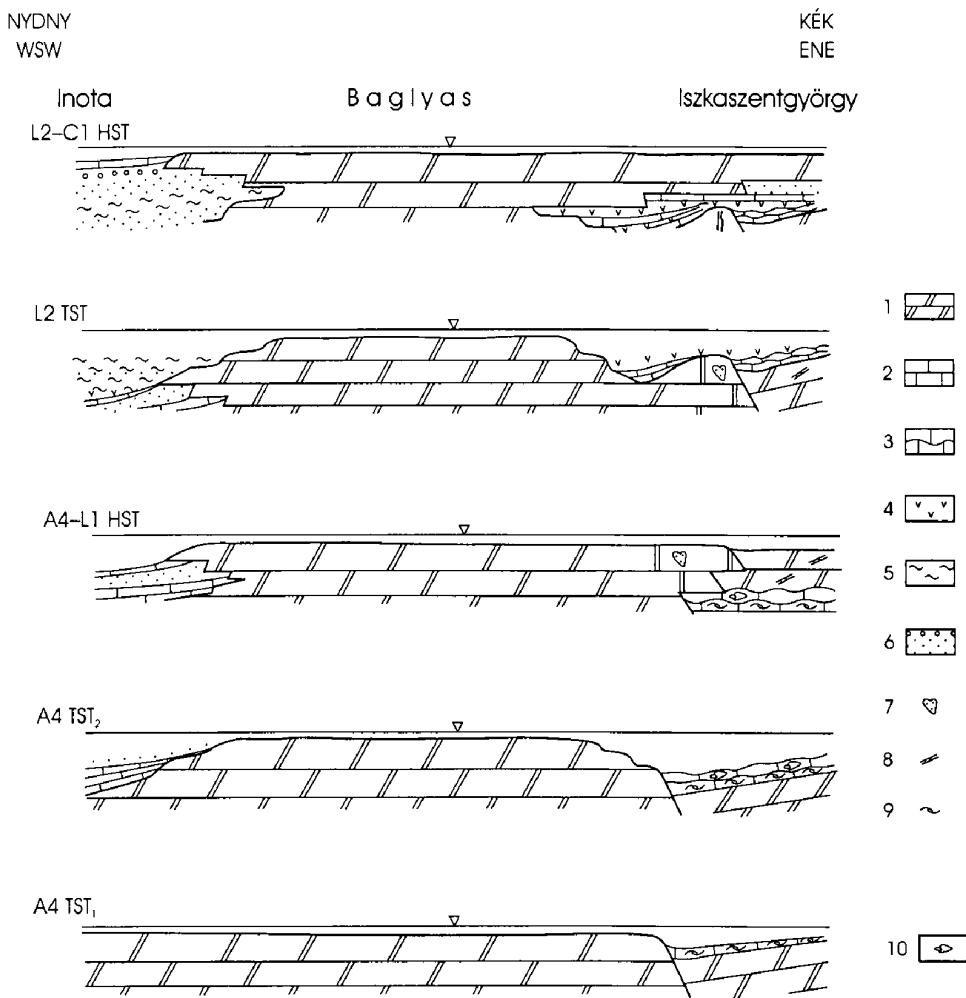 NYDNY KÉK
WSW ENE
Inota Baglyas Iszkaszentgyörgy
L2–C1 HST
L2 TST
1
2
3
A4–L1 HST
4
5
6
A4 TST₂
7
8
9
A4 TST₁
10